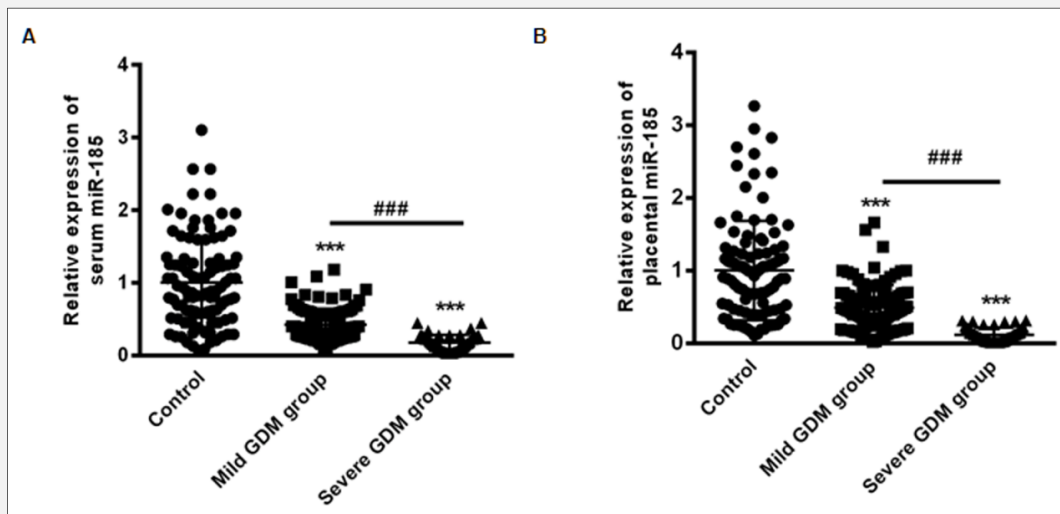 A
Relative expression of
serum miR-185
4
3
2
1
0
***
###
***
Control
Mild GDM group
Severe GDM group
B
Relative expression of
placental miR-185
4
3
2
1
0
***
###
***
Control
Mild GDM group
Severe GDM group